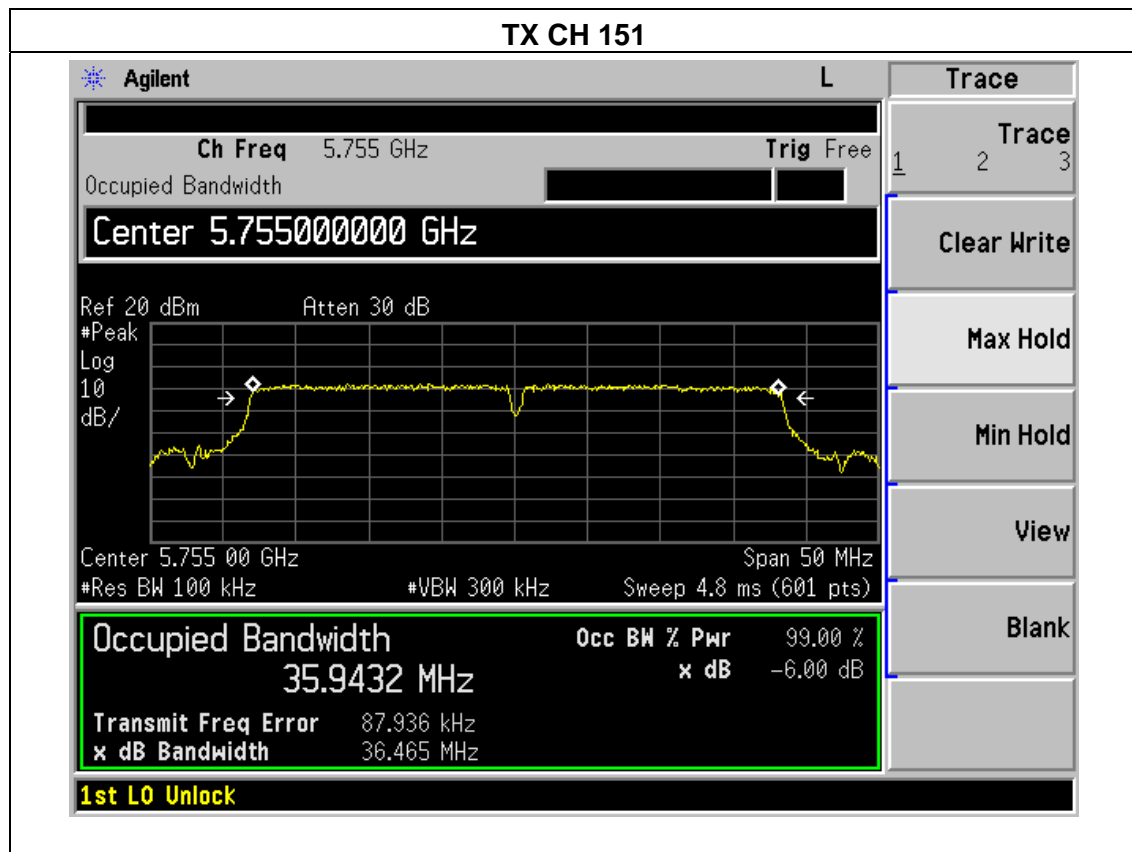 TX CH 151
Agilent L Trace
Ch Freq 5.755 GHz Trig Free
Occupied Bandwidth
Center 5.755000000 GHz
Ref 20 dBm Atten 30 dB
#Peak
Log
10
dB/
Center 5.755 00 GHz Span 50 MHz
#Res BW 100 kHz #VBW 300 kHz Sweep 4.8 ms (601 pts)
Occupied Bandwidth Occ BW % Pwr 99.00 %
35.9432 MHz x dB -6.00 dB
Transmit Freq Error 87.936 kHz
x dB Bandwidth 36.465 MHz
1st LO Unlock
Trace
1 2 3
Clear Write
Max Hold
Min Hold
View
Blank